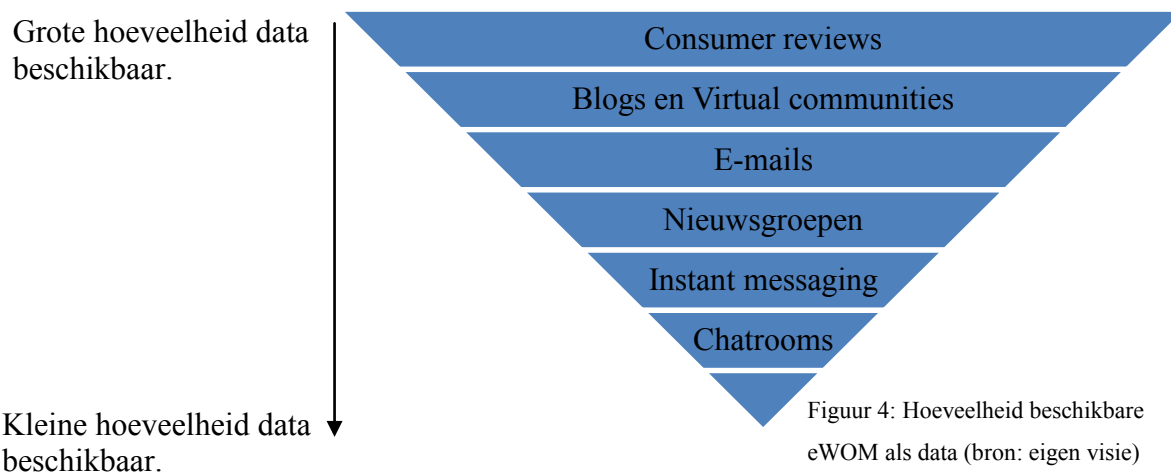 Grote hoeveelheid data
beschikbaar.
Consumer reviews
Blogs en Virtual communities
E-mails
Nieuwsgroepen
Instant messaging
Chatrooms
Kleine hoeveelheid data
beschikbaar.
Figuur 4: Hoeveelheid beschikbare
eWOM als data (bron: eigen visie)